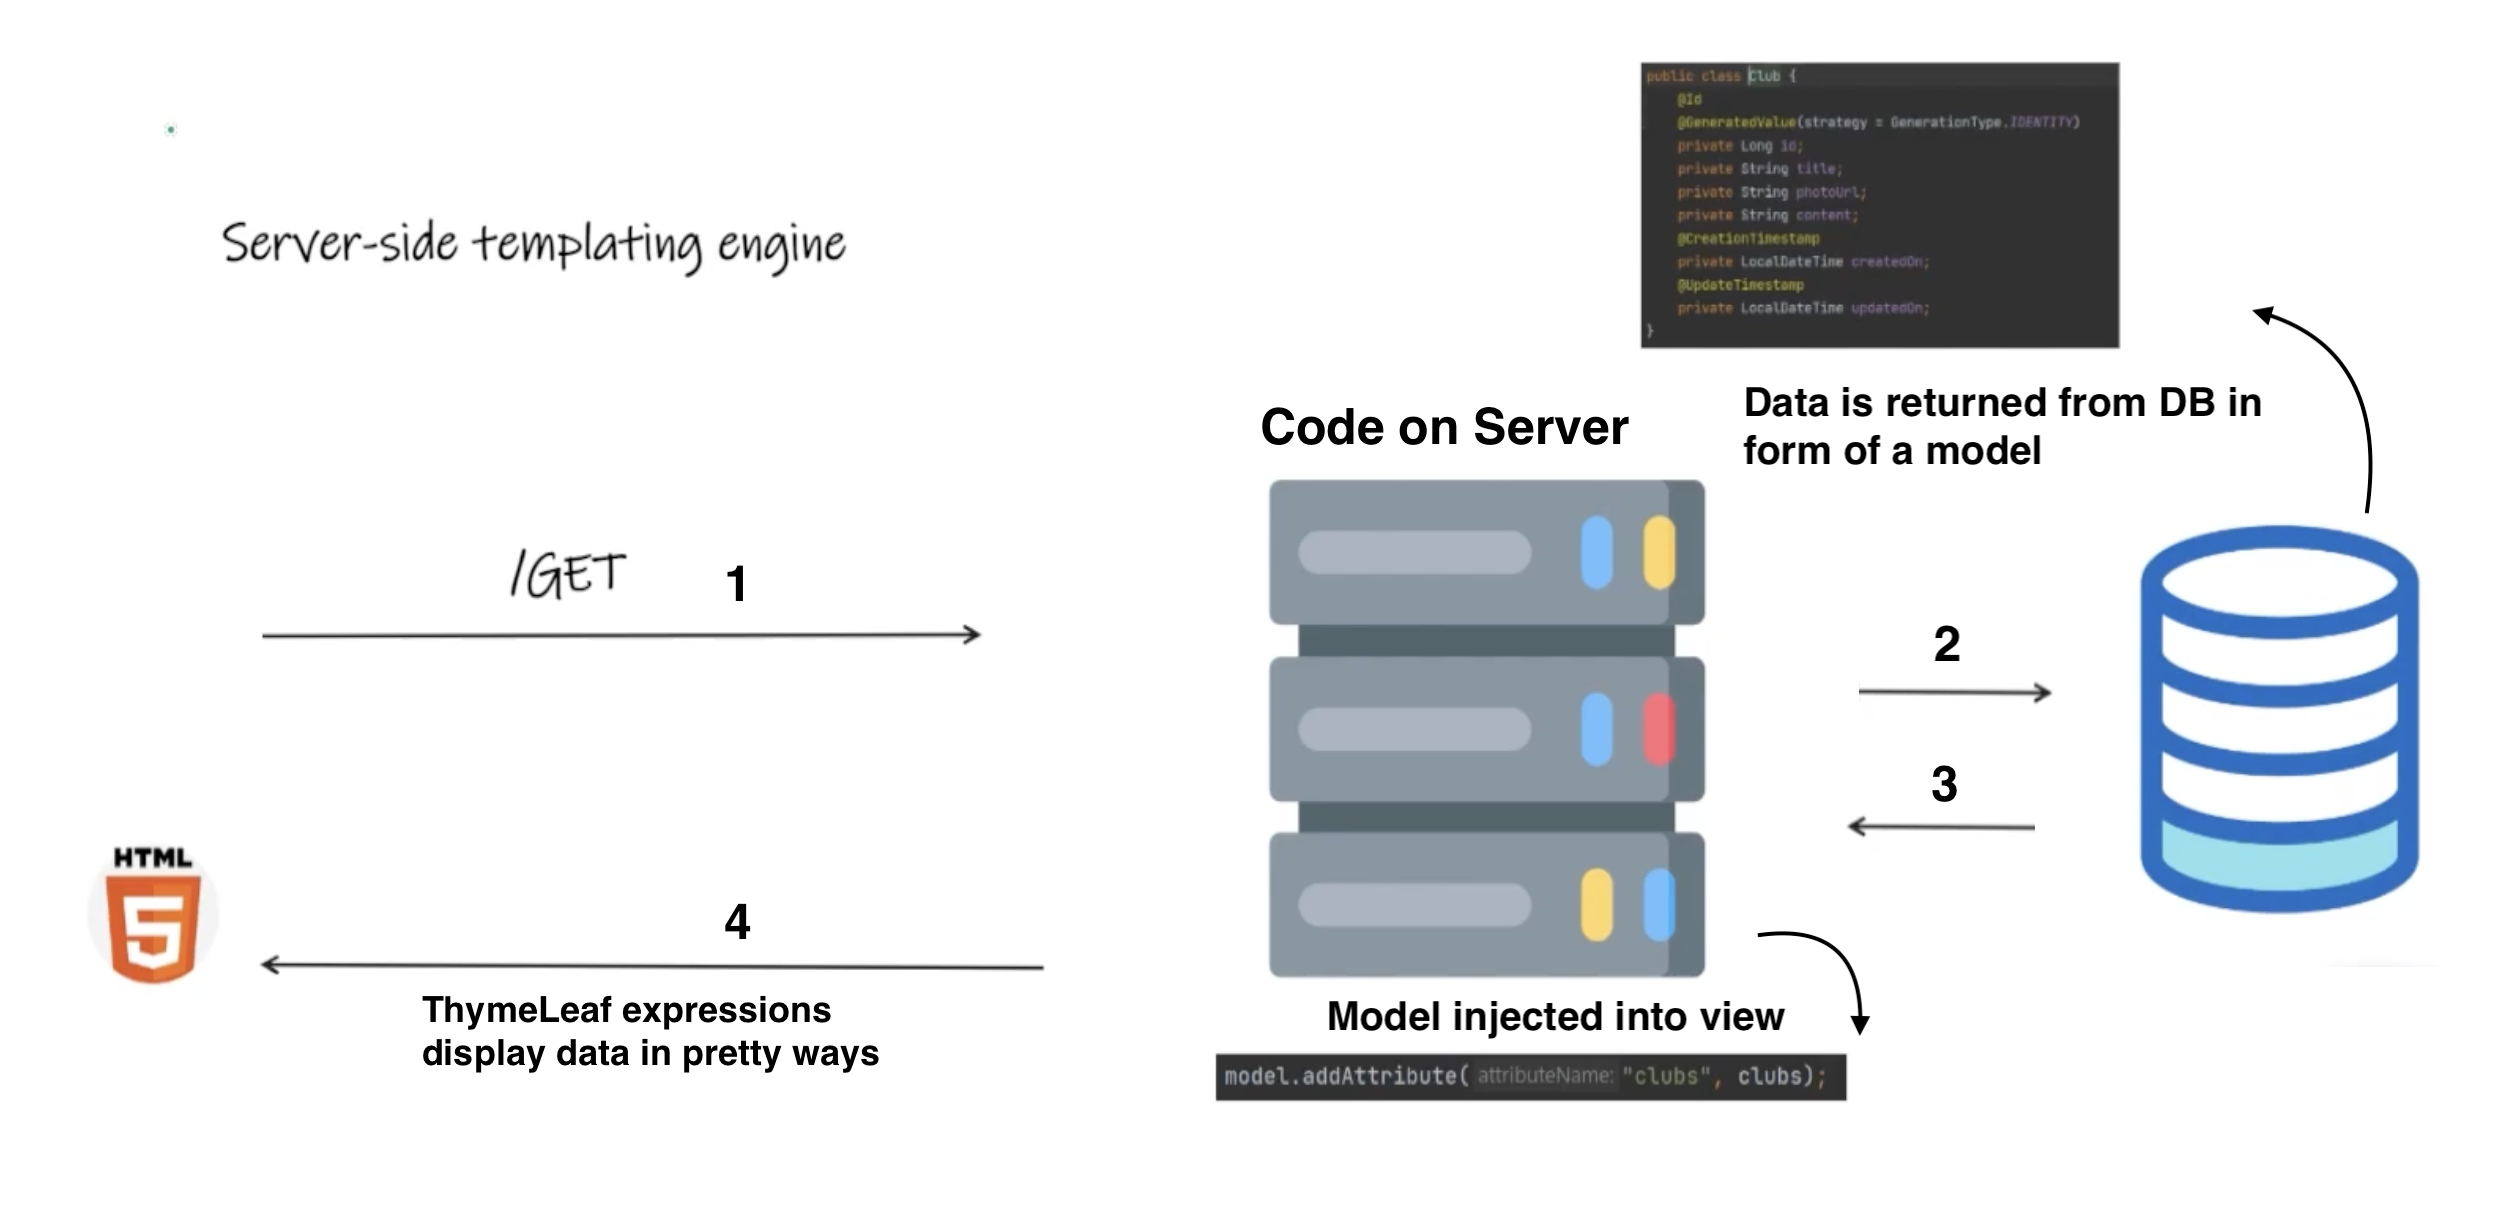 public class Club {
@Id
@GeneratedValue(strategy = GenerationType.IDENTITY)
private Long id;
private String title;
private String photoUrl;
private String content;
@CreationTimestamp
private LocalDateTime createdOn;
@UpdateTimestamp
private LocalDateTime updatedOn;
}
Server-side templating engine
Data is returned from DB in
form of a model
Code on Server
/GET 1
2
3
HTML
5
4
ThymeLeaf expressions
display data in pretty ways
Model injected into view
model.addAttribute( attributeName: "clubs", clubs);